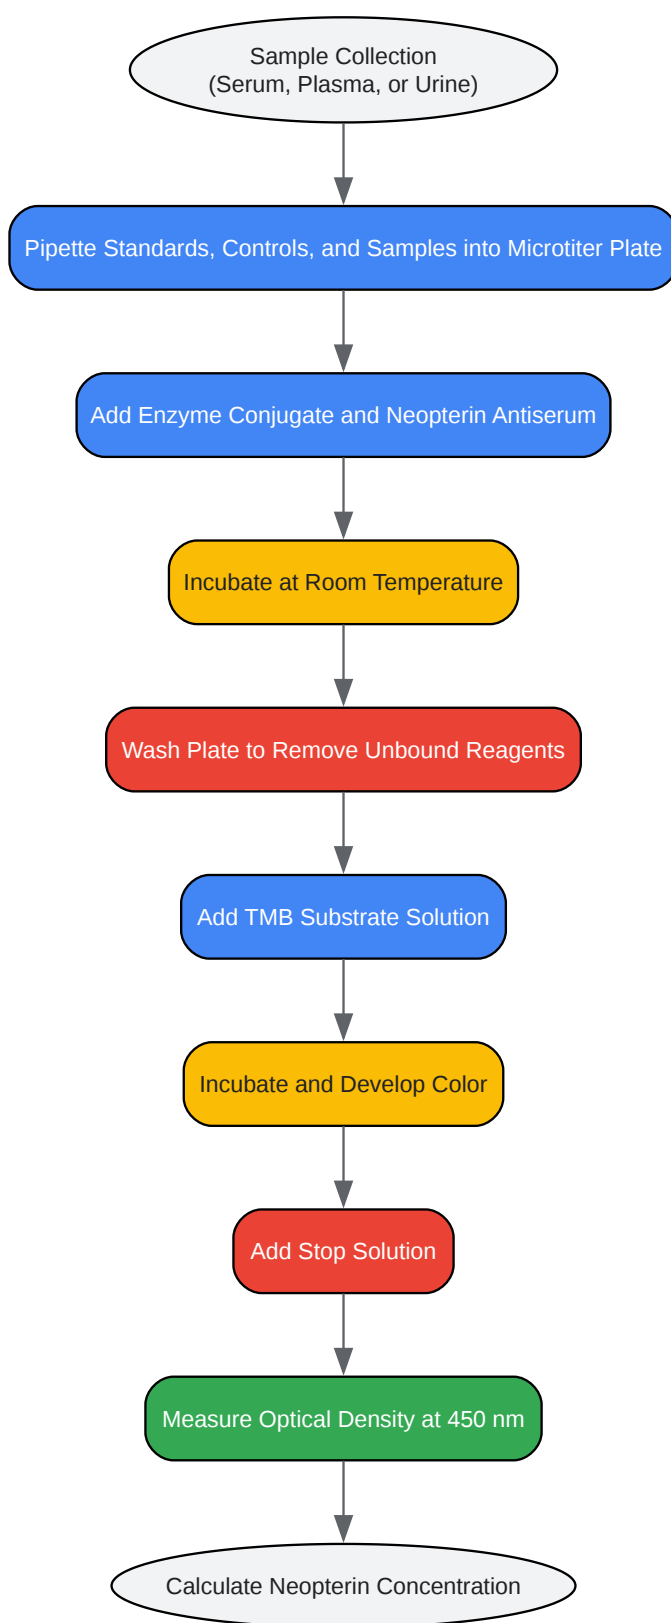 Sample Collection
(Serum, Plasma, or Urine)
Pipette Standards, Controls, and Samples into Microtiter Plate
Add Enzyme Conjugate and Neopterin Antiserum
Incubate at Room Temperature
Wash Plate to Remove Unbound Reagents
Add TMB Substrate Solution
Incubate and Develop Color
Add Stop Solution
Measure Optical Density at 450 nm
Calculate Neopterin Concentration